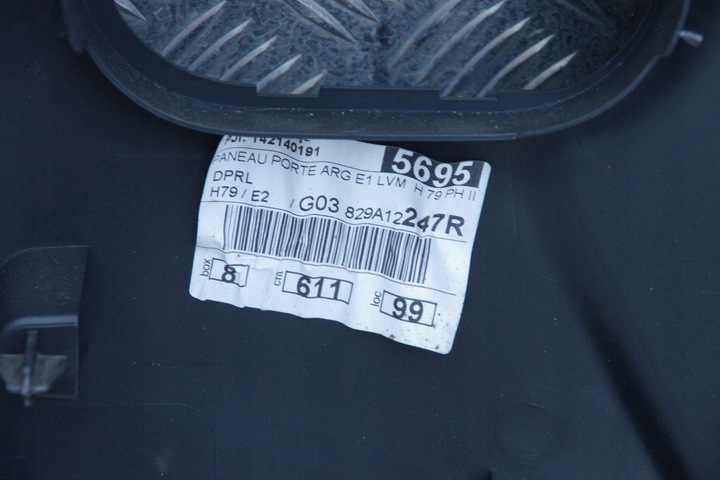 142140191
5695
PANEAU PORTE ARG E1 LVM H 79 PH II
DPRL
H79 / E2 / G03 829A12247R
box 8 cm 611 loc 99